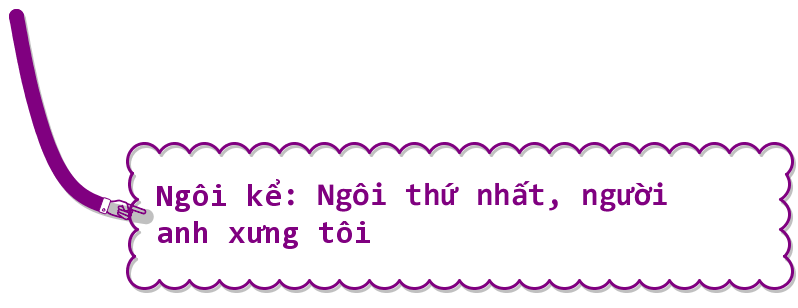 Ngôi kể: Ngôi thứ nhất, người
anh xưng tôi